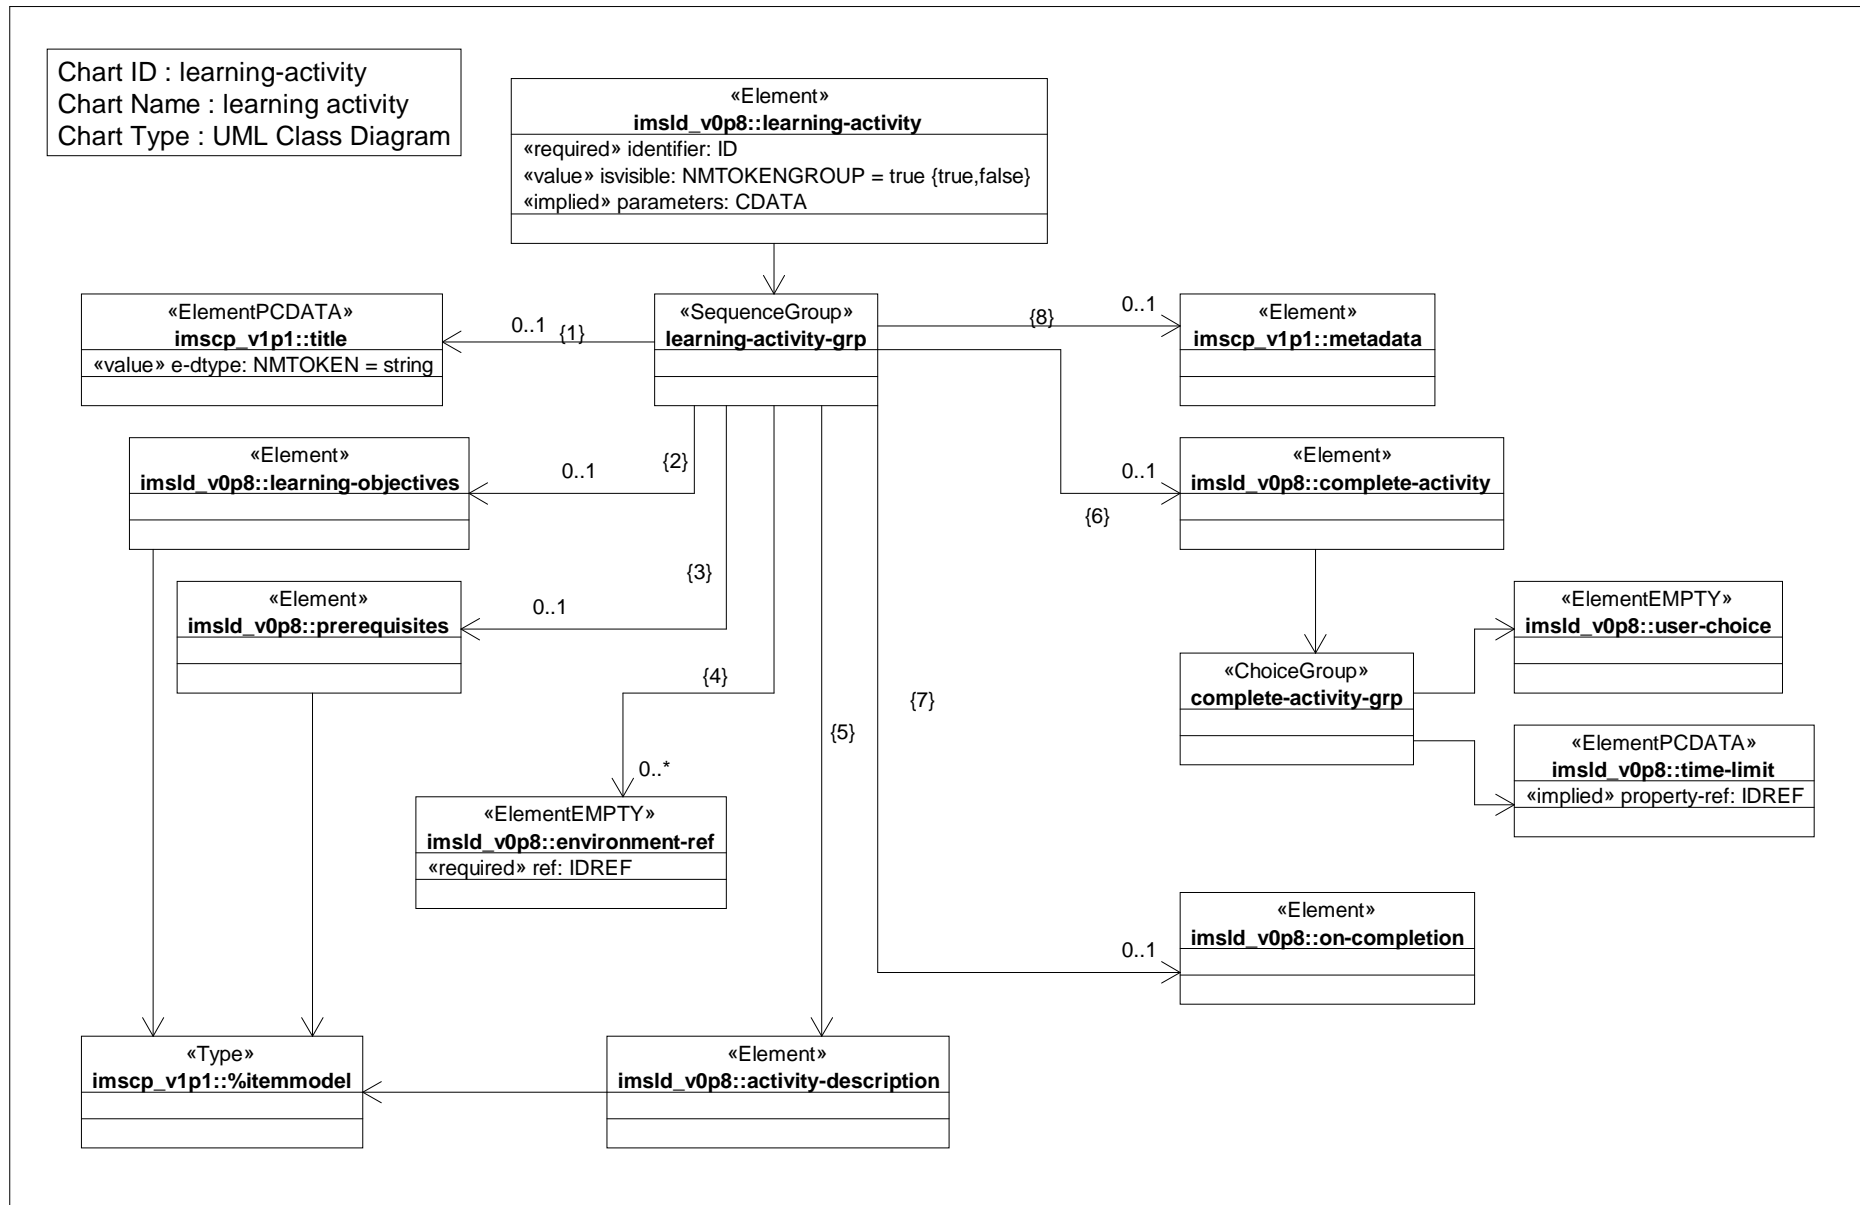 Chart ID : learning-activity
Chart Name : learning activity
Chart Type : UML Class Diagram
«Element»
imsld_v0p8::learning-activity
«required» identifier: ID
«value» isvisible: NMTOKENGROUP = true {true,false}
«implied» parameters: CDATA
«ElementPCDATA»
imscp_v1p1::title
«value» e-dtype: NMTOKEN = string
0..1
{1}
«SequenceGroup»
learning-activity-grp
{8}
0..1
«Element»
imscp_v1p1::metadata
«Element»
imsld_v0p8::learning-objectives
0..1
{2}
0..1
{6}
«Element»
imsld_v0p8::complete-activity
«Element»
imsld_v0p8::prerequisites
0..1
{3}
«ElementEMPTY»
imsld_v0p8::user-choice
«ChoiceGroup»
complete-activity-grp
{4}
{7}
{5}
«ElementPCDATA»
imsld_v0p8::time-limit
«implied» property-ref: IDREF
0..*
«ElementEMPTY»
imsld_v0p8::environment-ref
«required» ref: IDREF
0..1
«Element»
imsld_v0p8::on-completion
«Type»
imscp_v1p1::%itemmodel
«Element»
imsld_v0p8::activity-description